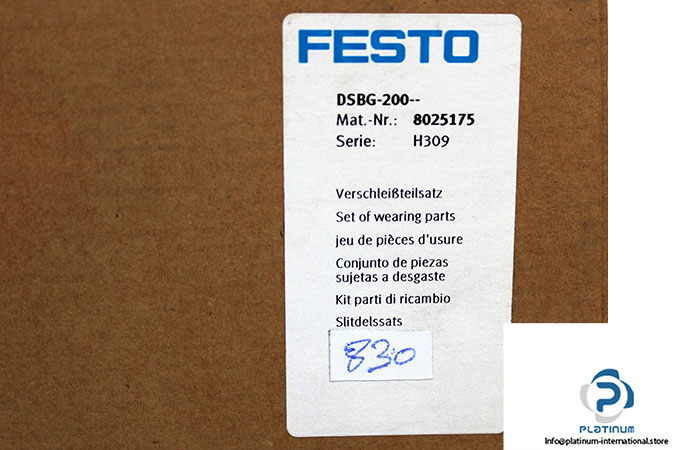 FESTO
DSBG-200--
Mat.-Nr.: 8025175
Serie: H309
Verschleißteilsatz
Set of wearing parts
jeu de pièces d'usure
Conjunto de piezas
sujetas a desgaste
Kit parti di ricambio
Slitdelssats
830
PLATINUM
Info@platinum-international.store